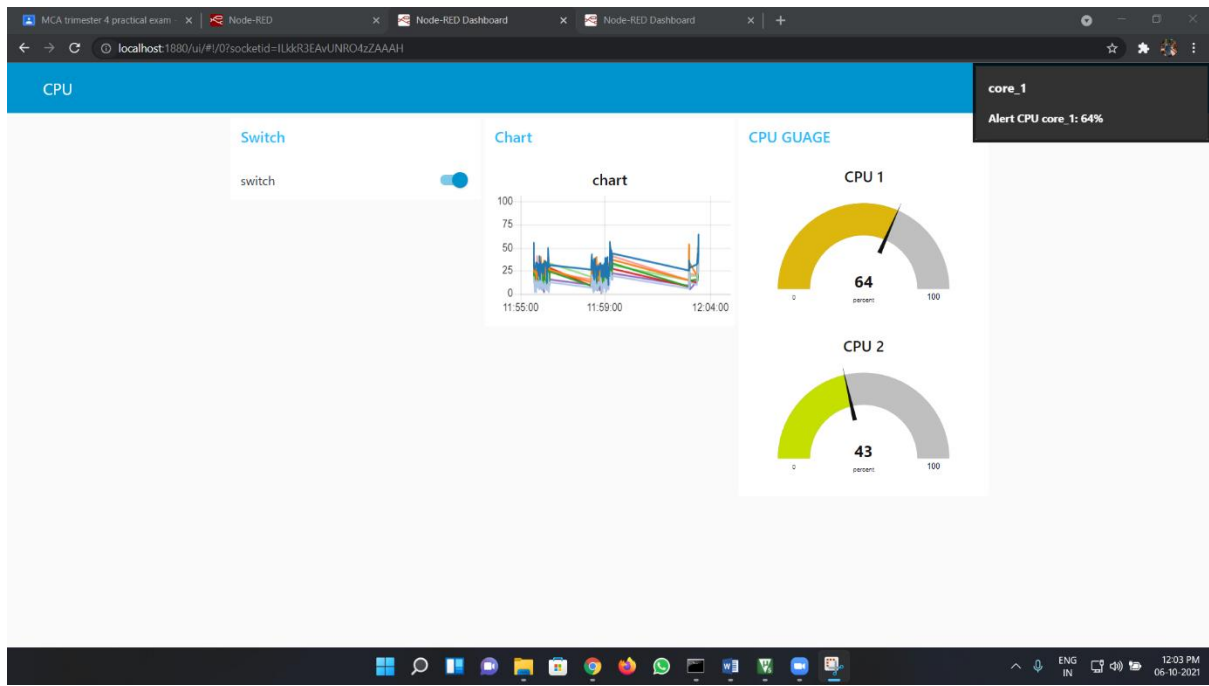 MCA trimester 4 practical exam -
Node-RED
Node-RED Dashboard
Node-RED Dashboard
localhost:1880/ui/#!/0?socketid=ILkkR3EAvUNRO4zZAAAH
CPU
core_1
Alert CPU core_1: 64%
Switch
switch
Chart
chart
100
75
50
25
0
11:55:00 11:59:00 12:04:00
CPU GUAGE
CPU 1
64
percent
0 100
CPU 2
43
percent
0 100
ENG
IN
12:03 PM
06-10-2021